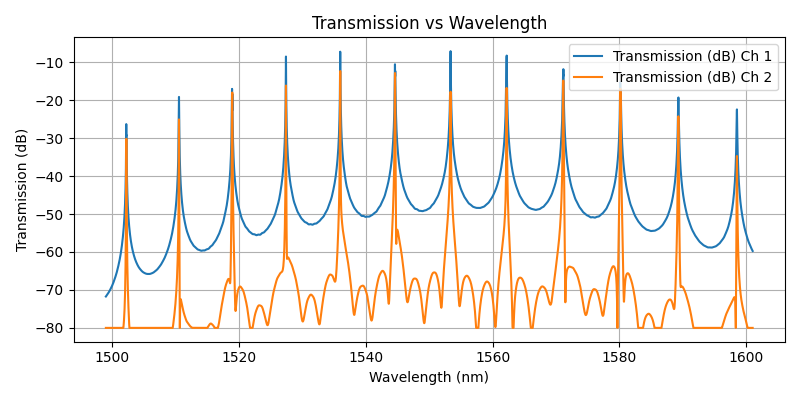 Transmission vs Wavelength
Transmission (dB)
−10
−20
−30
−40
−50
−60
−70
−80
Transmission (dB) Ch 1
Transmission (dB) Ch 2
1500
1520
1540
1560
1580
1600
Wavelength (nm)